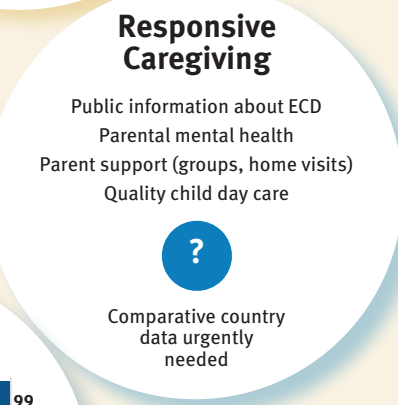 Responsive
Caregiving
Public information about ECD
Parental mental health
Parent support (groups, home visits)
Quality child day care
?
Comparative country
data urgently
needed
99